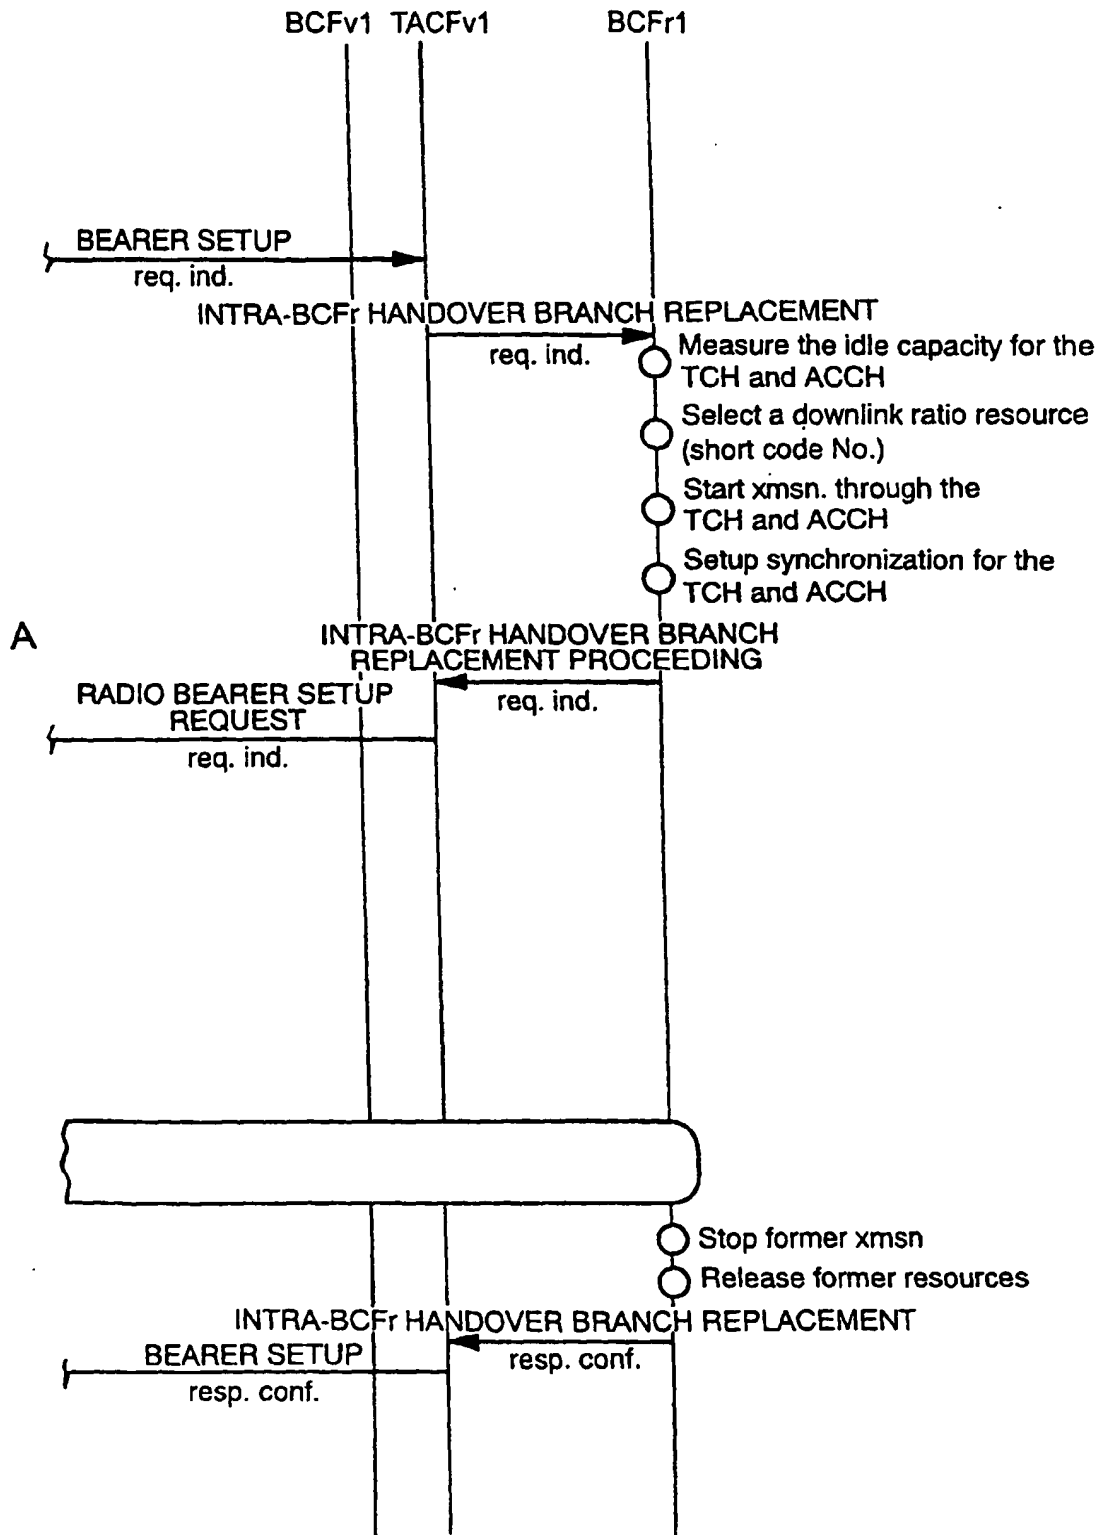 BCFv1 TACFv1 BCFr1
BEARER SETUP
req. ind.
INTRA-BCFr HANDOVER BRANCH REPLACEMENT
req. ind.
Measure the idle capacity for the
TCH and ACCH
Select a downlink ratio resource
(short code No.)
Start xmsn. through the
TCH and ACCH
Setup synchronization for the
TCH and ACCH
A
INTRA-BCFr HANDOVER BRANCH
REPLACEMENT PROCEEDING
req. ind.
RADIO BEARER SETUP
REQUEST
req. ind.
Stop former xmsn
Release former resources
INTRA-BCFr HANDOVER BRANCH REPLACEMENT
resp. conf.
BEARER SETUP
resp. conf.